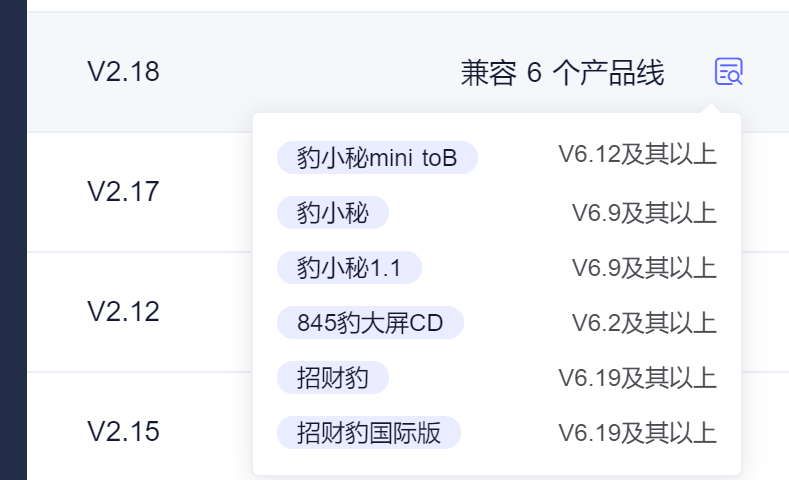 V2.18 兼容 6 个产品线
豹小秘mini toB V6.12及其以上
V2.17
豹小秘 V6.9及其以上
豹小秘1.1 V6.9及其以上
V2.12
845豹大屏CD V6.2及其以上
招财豹 V6.19及其以上
V2.15
招财豹国际版 V6.19及其以上